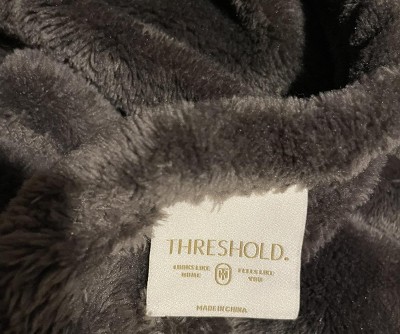 THRESHOLD.
LOOKS LIKE FEELS LIKE
HOME YOU
MADE IN CHINA